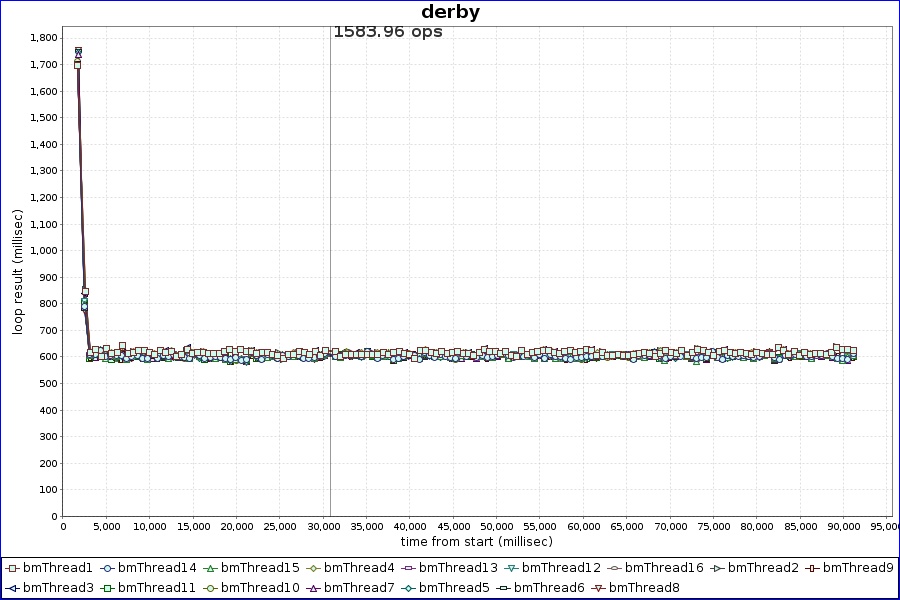 derby
1583.96 ops
1,800
1,700
1,600
1,500
1,400
1,300
1,200
1,100
1,000
900
800
700
600
500
400
300
200
100
0
loop result (millisec)
0 5,000 10,000 15,000 20,000 25,000 30,000 35,000 40,000 45,000 50,000 55,000 60,000 65,000 70,000 75,000 80,000 85,000 90,000 95,00
time from start (millisec)
bmThread1 bmThread14 bmThread15 bmThread4 bmThread13 bmThread12 bmThread16 bmThread2 bmThread9
bmThread3 bmThread11 bmThread10 bmThread7 bmThread5 bmThread6 bmThread8